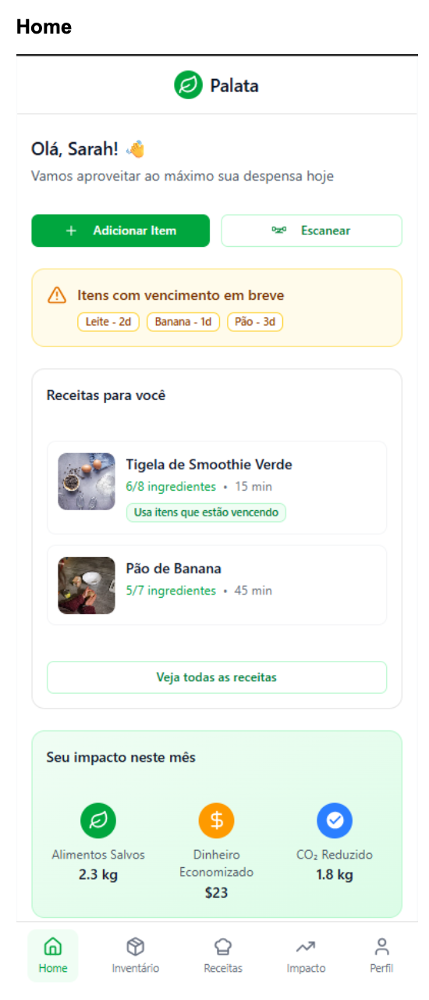 Home
Palata
Olá, Sarah! 👋
Vamos aproveitar ao máximo sua despensa hoje
+ Adicionar Item
Escanear
Itens com vencimento em breve
Leite - 2d
Banana - 1d
Pão - 3d
Receitas para você
Tigela de Smoothie Verde
6/8 ingredientes • 15 min
Usa itens que estão vencendo
Pão de Banana
5/7 ingredientes • 45 min
Veja todas as receitas
Seu impacto neste mês
Alimentos Salvos
2.3 kg
Dinheiro
Economizado
$23
CO₂ Reduzido
1.8 kg
Home
Inventário
Receitas
Impacto
Perfil